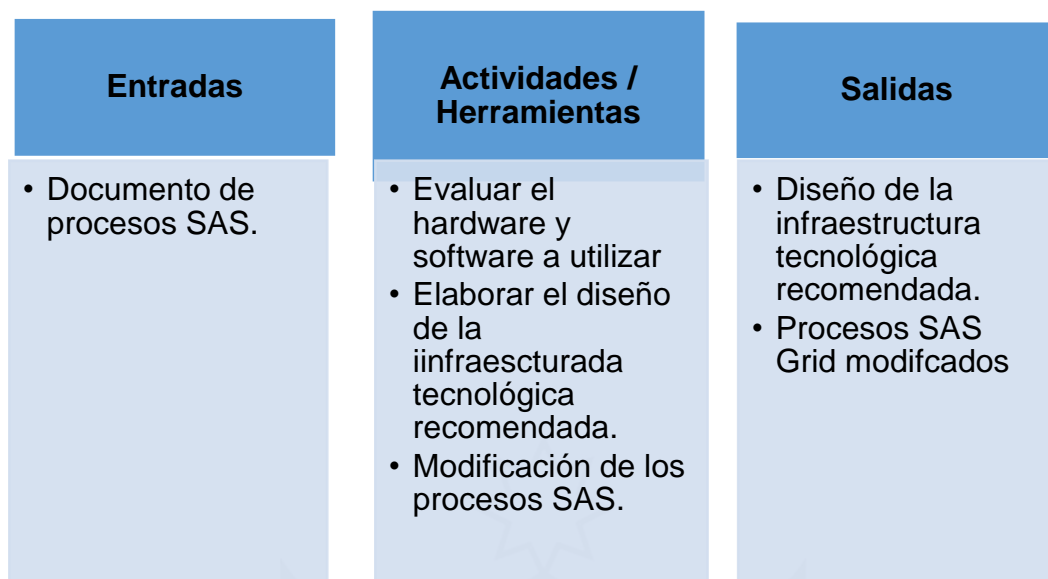 Entradas
• Documento de
procesos SAS.
Actividades /
Herramientas
• Evaluar el
hardware y
software a utilizar
• Elaborar el diseño
de la
iinfraescturada
tecnológica
recomendada.
• Modificación de los
procesos SAS.
Salidas
• Diseño de la
infraestructura
tecnológica
recomendada.
• Procesos SAS
Grid modifcados